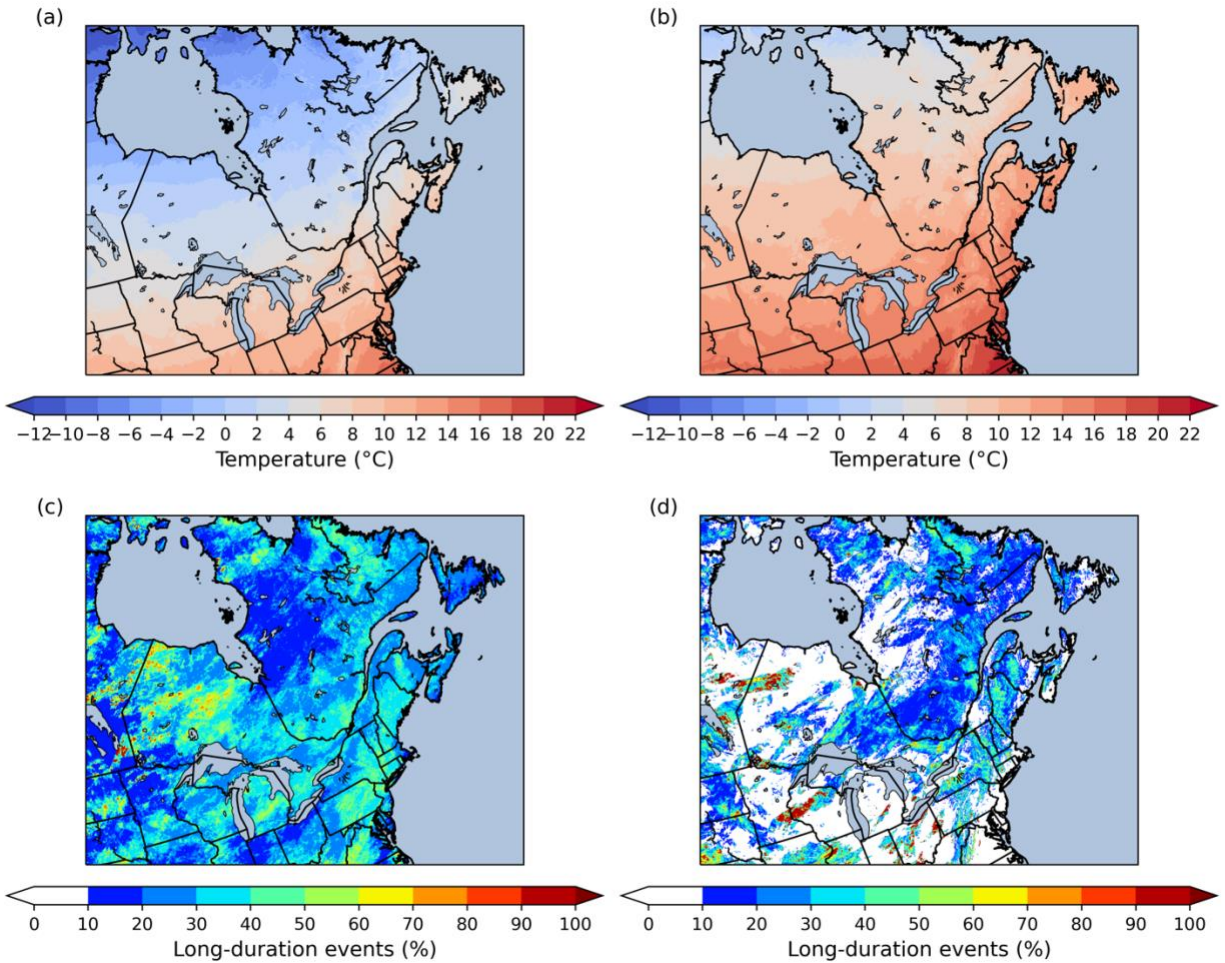 (a)
(b)
−12 −10 −8 −6 −4 −2 0 2 4 6 8 10 12 14 16 18 20 22
Temperature (°C)
−12 −10 −8 −6 −4 −2 0 2 4 6 8 10 12 14 16 18 20 22
Temperature (°C)
(c)
(d)
0 10 20 30 40 50 60 70 80 90 100
Long-duration events (%)
0 10 20 30 40 50 60 70 80 90 100
Long-duration events (%)